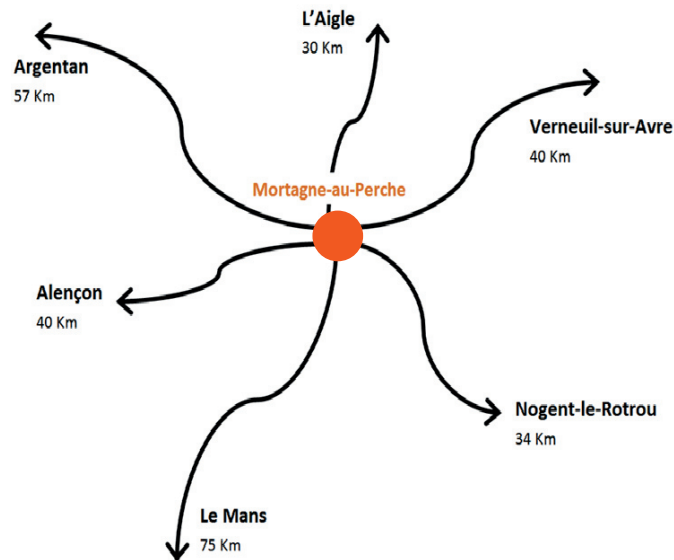 L'Aigle
30 Km
Argentan
57 Km
Verneuil-sur-Avre
40 Km
Mortagne-au-Perche
Alençon
40 Km
Nogent-le-Rotrou
34 Km
Le Mans
75 Km